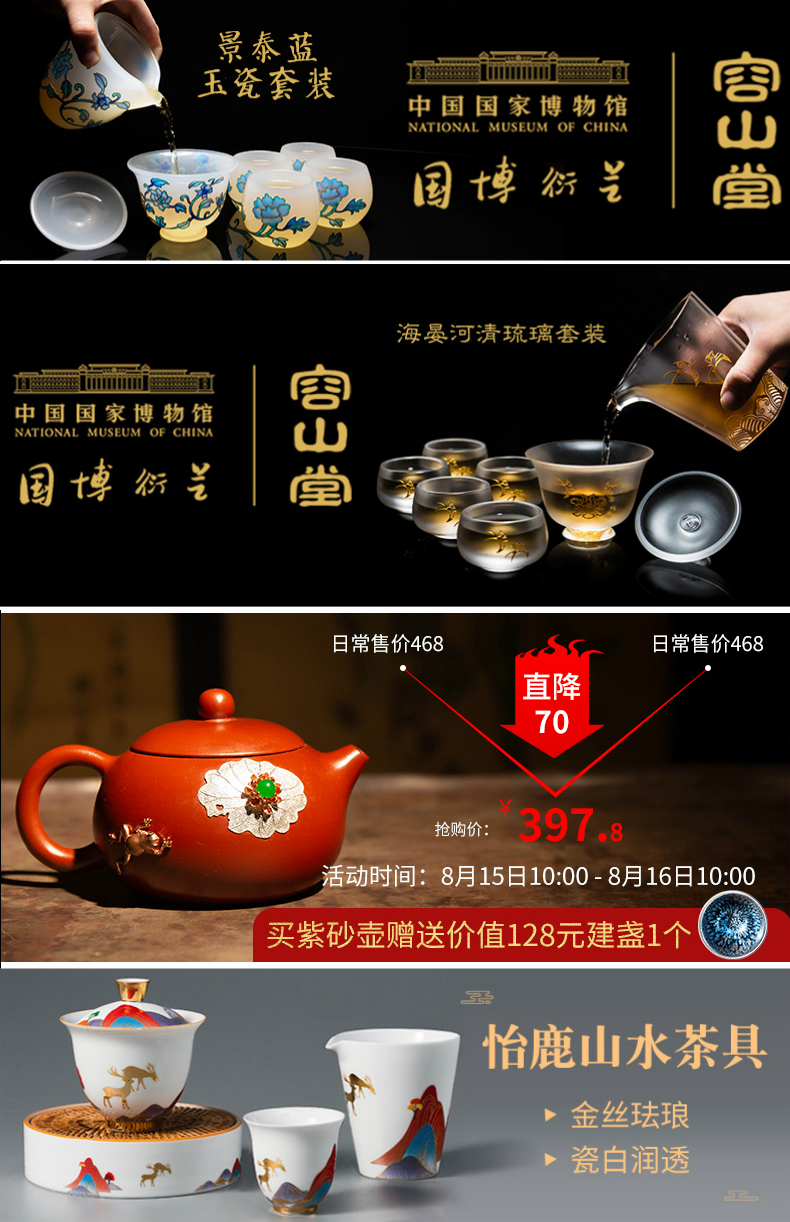 景泰蓝
玉瓷套装
中国国家博物馆
NATIONAL MUSEUM OF CHINA
国博衍艺
容山堂
海晏河清琉璃套装
中国国家博物馆
NATIONAL MUSEUM OF CHINA
国博衍艺
容山堂
日常售价468
日常售价468
直降
70
抢购价：
￥397.8
活动时间：8月15日10:00 - 8月16日10:00
买紫砂壶赠送价值128元建盏1个
怡鹿山水茶具
金丝珐琅
瓷白润透